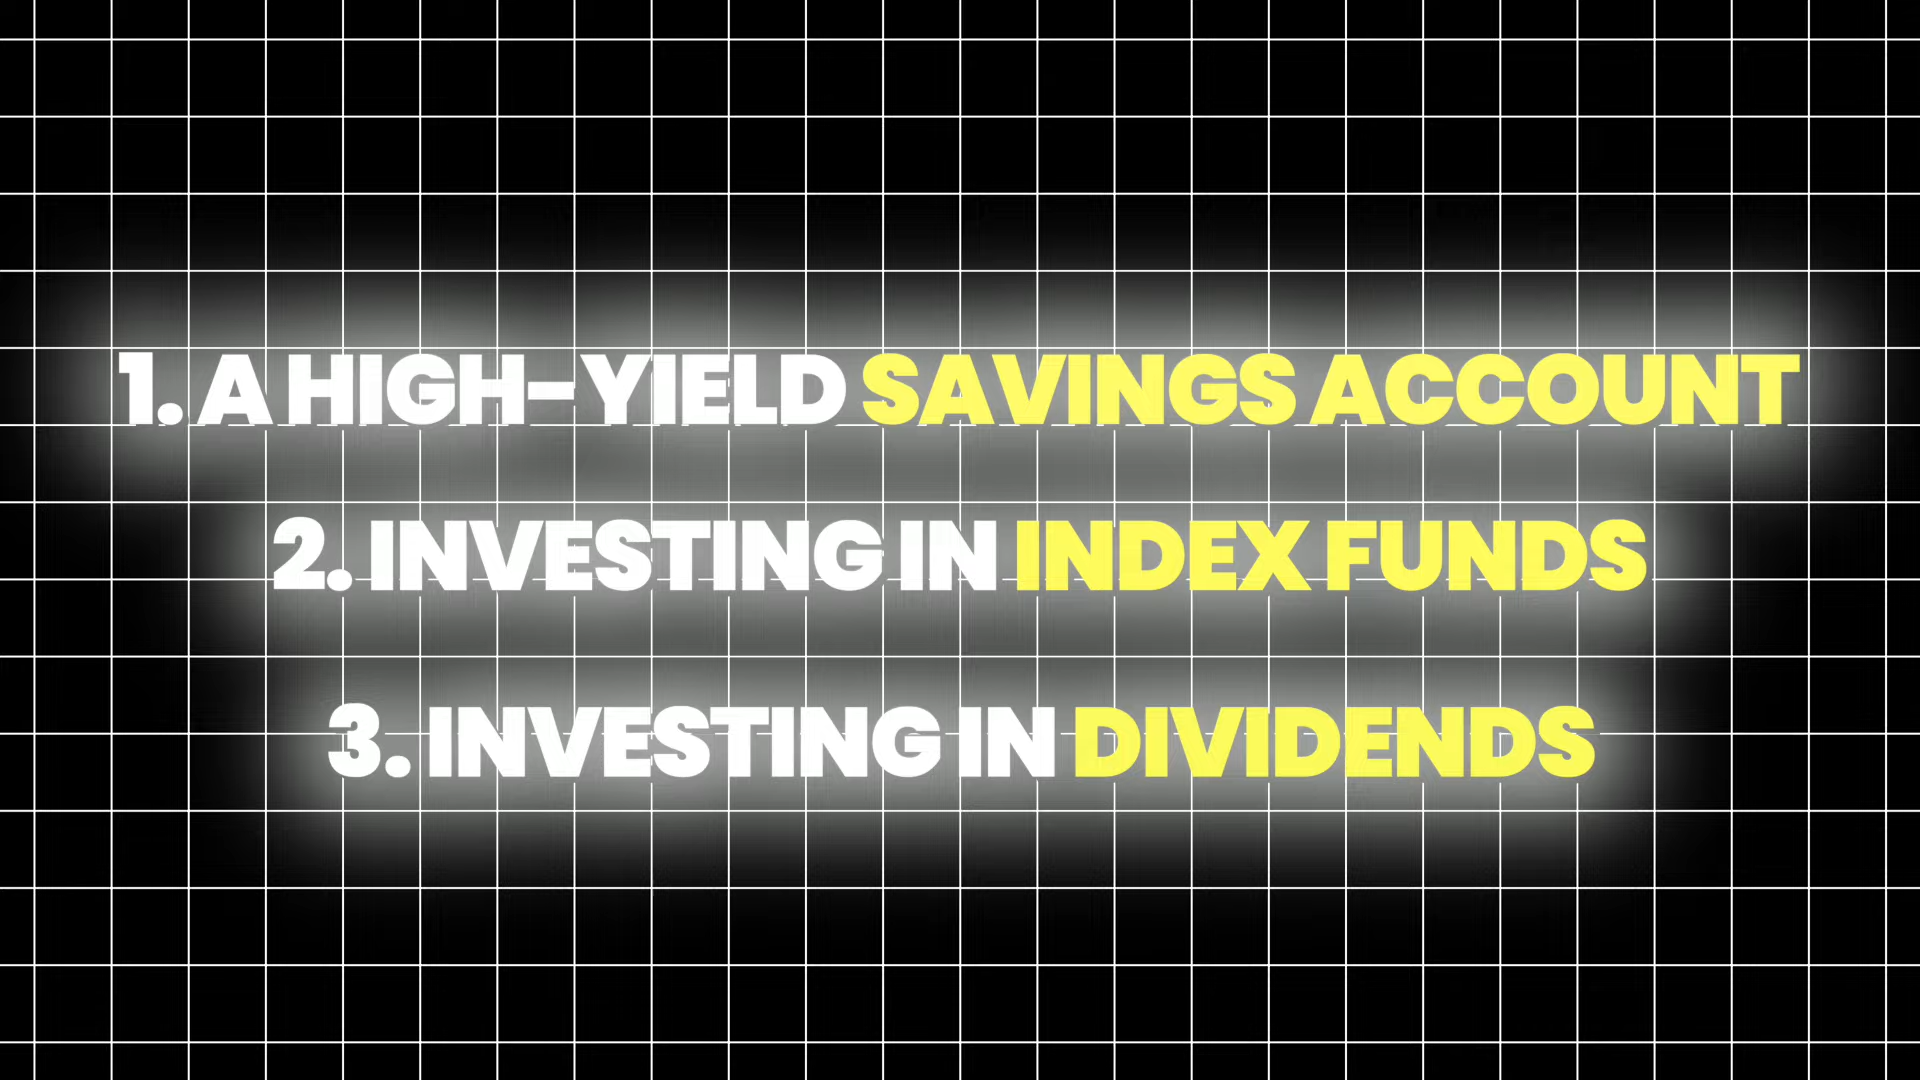 1. A HIGH-YIELD SAVINGS ACCOUNT
2. INVESTING IN INDEX FUNDS
3. INVESTING IN DIVIDENDS